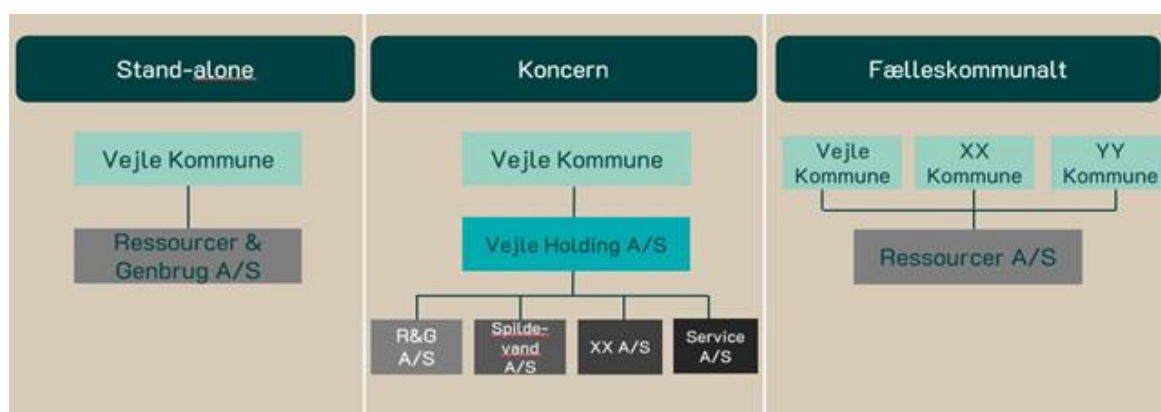 Stand-alone
Vejle Kommune
Ressourcer &
Genbrug A/S
Koncern
Vejle Kommune
Vejle Holding A/S
R&G
A/S
Spilde-
vand
A/S
XX A/S
Service
A/S
Fælleskommunalt
Vejle
Kommune
XX
Kommune
YY
Kommune
Ressourcer A/S